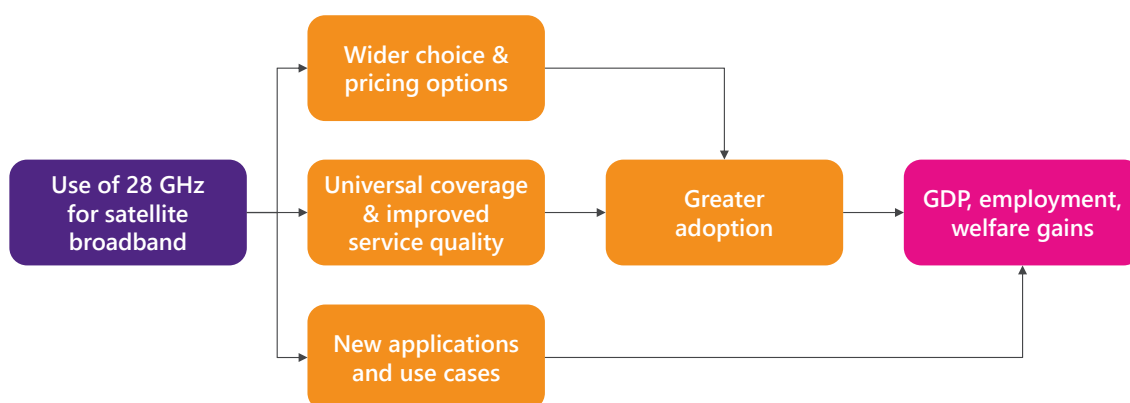 Wider choice &
pricing options
Use of 28 GHz
for satellite
broadband
Universal coverage
& improved
service quality
Greater
adoption
GDP, employment,
welfare gains
New applications
and use cases